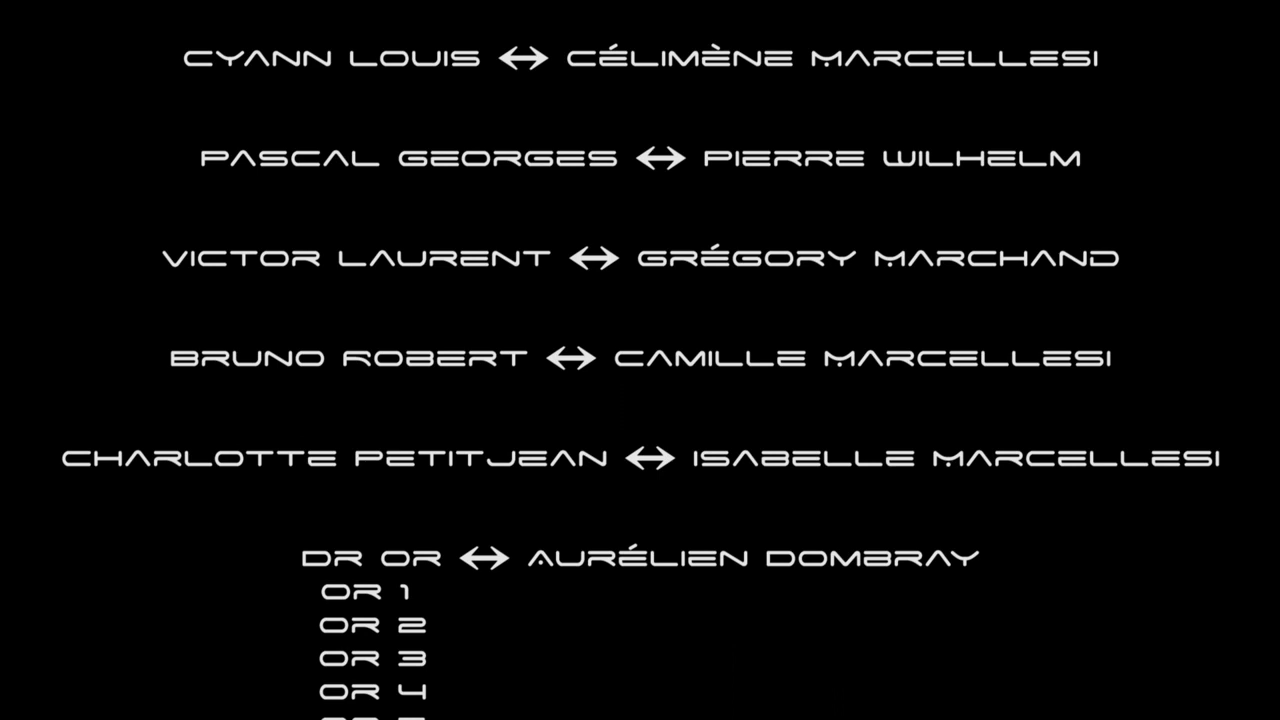 CYANN LOUIS ↔ CÉLIMÈNE MARCELLESI
PASCAL GEORGES ↔ PIERRE WILHELM
VICTOR LAURENT ↔ GRÉGORY MARCHAND
BRUNO ROBERT ↔ CAMILLE MARCELLESI
CHARLOTTE PETITJEAN ↔ ISABELLE MARCELLESI
DR OR ↔ AURÉLIEN DOMBRAY
OR 1
OR 2
OR 3
OR 4